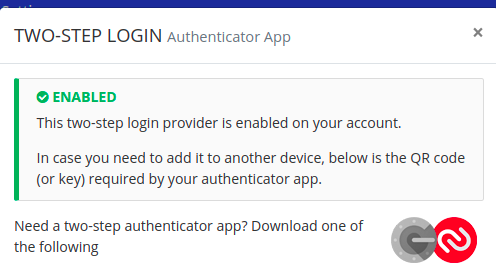 TWO-STEP LOGIN Authenticator App ×
ENABLED
This two-step login provider is enabled on your account.
In case you need to add it to another device, below is the QR code
(or key) required by your authenticator app.
Need a two-step authenticator app? Download one of
the following